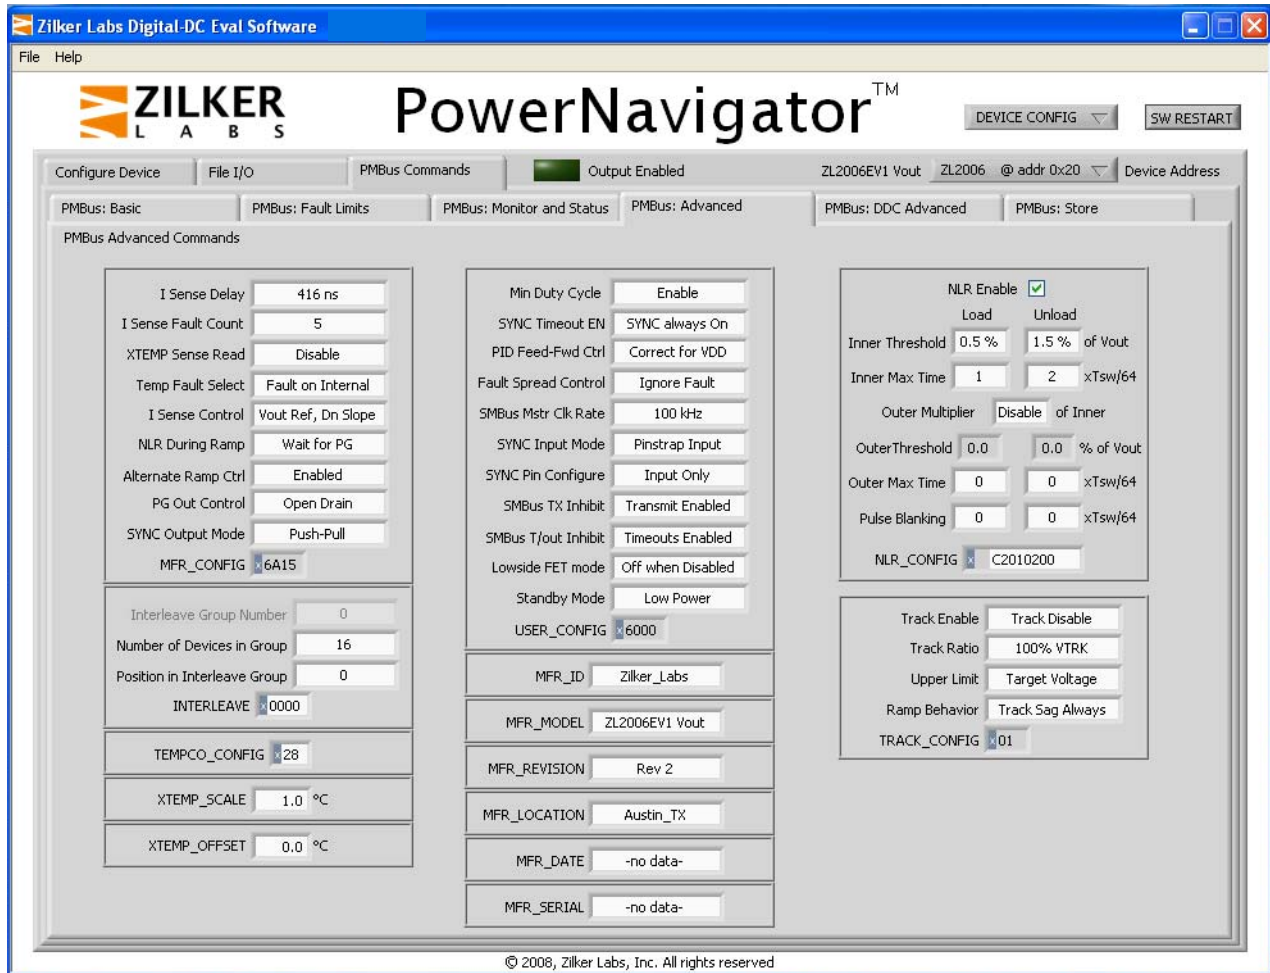 Zilker Labs Digital-DC Eval Software
File Help
ZILKER
LABS
PowerNavigator™
DEVICE CONFIG
SW RESTART
Configure Device
File I/O
PMBus Commands
Output Enabled
ZL2006EV1 Vout
ZL2006 @ addr 0x20
Device Address
PMBus: Basic
PMBus: Fault Limits
PMBus: Monitor and Status
PMBus: Advanced
PMBus: DDC Advanced
PMBus: Store
PMBus Advanced Commands
I Sense Delay 416 ns
I Sense Fault Count 5
XTEMP Sense Read Disable
Temp Fault Select Fault on Internal
I Sense Control Vout Ref, Dn Slope
NLR During Ramp Wait for PG
Alternate Ramp Ctrl Enabled
PG Out Control Open Drain
SYNC Output Mode Push-Pull
MFR_CONFIG x 6A15
Interleave Group Number 0
Number of Devices in Group 16
Position in Interleave Group 0
INTERLEAVE x 0000
TEMPCO_CONFIG x 28
XTEMP_SCALE 1.0 °C
XTEMP_OFFSET 0.0 °C
Min Duty Cycle Enable
SYNC Timeout EN SYNC always On
PID Feed-Fwd Ctrl Correct for VDD
Fault Spread Control Ignore Fault
SMBus Mstr Clk Rate 100 kHz
SYNC Input Mode Pinstrap Input
SYNC Pin Configure Input Only
SMBus TX Inhibit Transmit Enabled
SMBus T/out Inhibit Timeouts Enabled
Lowside FET mode Off when Disabled
Standby Mode Low Power
USER_CONFIG x 6000
MFR_ID Zilker_Labs
MFR_MODEL ZL2006EV1 Vout
MFR_REVISION Rev 2
MFR_LOCATION Austin_TX
MFR_DATE -no data-
MFR_SERIAL -no data-
NLR Enable
Load Unload
Inner Threshold 0.5 % 1.5 % of Vout
Inner Max Time 1 2 xTsw/64
Outer Multiplier Disable of Inner
OuterThreshold 0.0 0.0 % of Vout
Outer Max Time 0 0 xTsw/64
Pulse Blanking 0 0 xTsw/64
NLR_CONFIG x C2010200
Track Enable Track Disable
Track Ratio 100% VTRK
Upper Limit Target Voltage
Ramp Behavior Track Sag Always
TRACK_CONFIG x 01
© 2008, Zilker Labs, Inc. All rights reserved